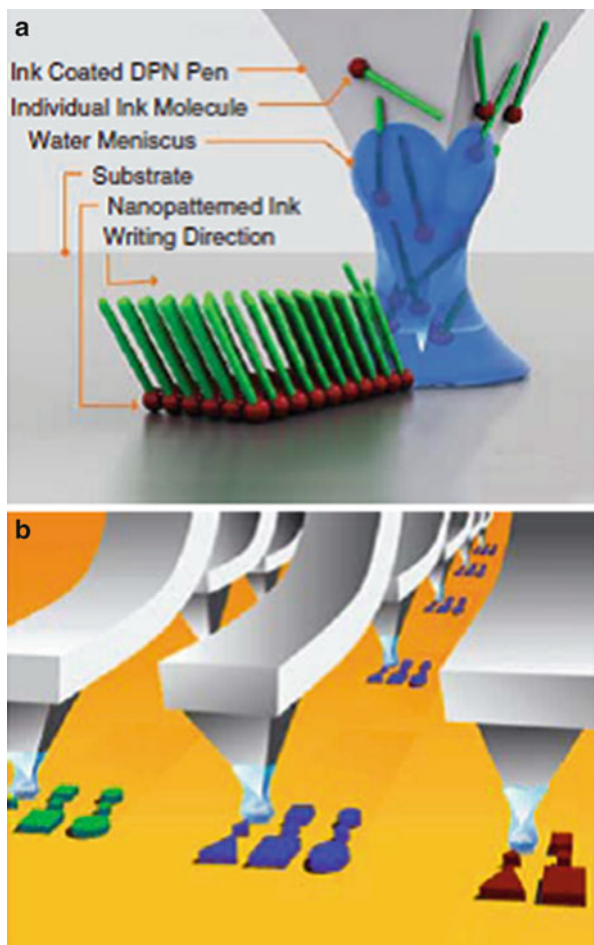 a
Ink Coated DPN Pen
Individual Ink Molecule
Water Meniscus
Substrate
Nanopatterned Ink
Writing Direction
b